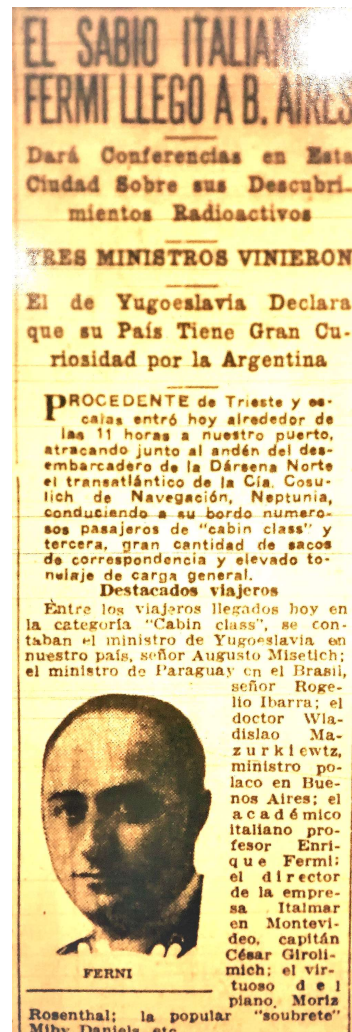 EL SABIO ITALIANO
FERMI LLEGO A B. AIRES
Dará Conferencias en Esta
Ciudad Sobre sus Descubri-
mientos Radioactivos
TRES MINISTROS VINIERON
El de Yugoeslavia Declara
que su País Tiene Gran Cu-
riosidad por la Argentina
PROCEDENTE de Trieste y es-
calas entró hoy alrededor de
las 11 horas a nuestro puerto,
atracando junto al andén del des-
embarcadero de la Dársena Norte
el transatlántico de la Cía. Cosu-
lich de Navegación, Neptunia,
conduciendo a su bordo numero-
sos pasajeros de "cabin class" y
tercera, gran cantidad de sacos
de correspondencia y elevado to-
nelaje de carga general.
Destacados viajeros
Entre los viajeros llegados hoy en
la categoría "Cabin class", se con-
taban el ministro de Yugoeslavia en
nuestro país, señor Augusto Misetich;
el ministro de Paraguay en el Brasil,
señor Roge-
lio Ibarra; el
doctor Wla-
dislao Ma-
zurkiewtz,
ministro po-
laco en Bue-
nos Aires; el
académico
italiano pro-
fesor Enri-
que Fermi;
el director
de la empre-
sa Italmar
en Montevi-
deo, capitán
César Giroli-
mich; el vir-
tuoso del
piano, Moriz
Rosenthal; la popular "soubrete"
Miby Daniels, etc.
FERNI